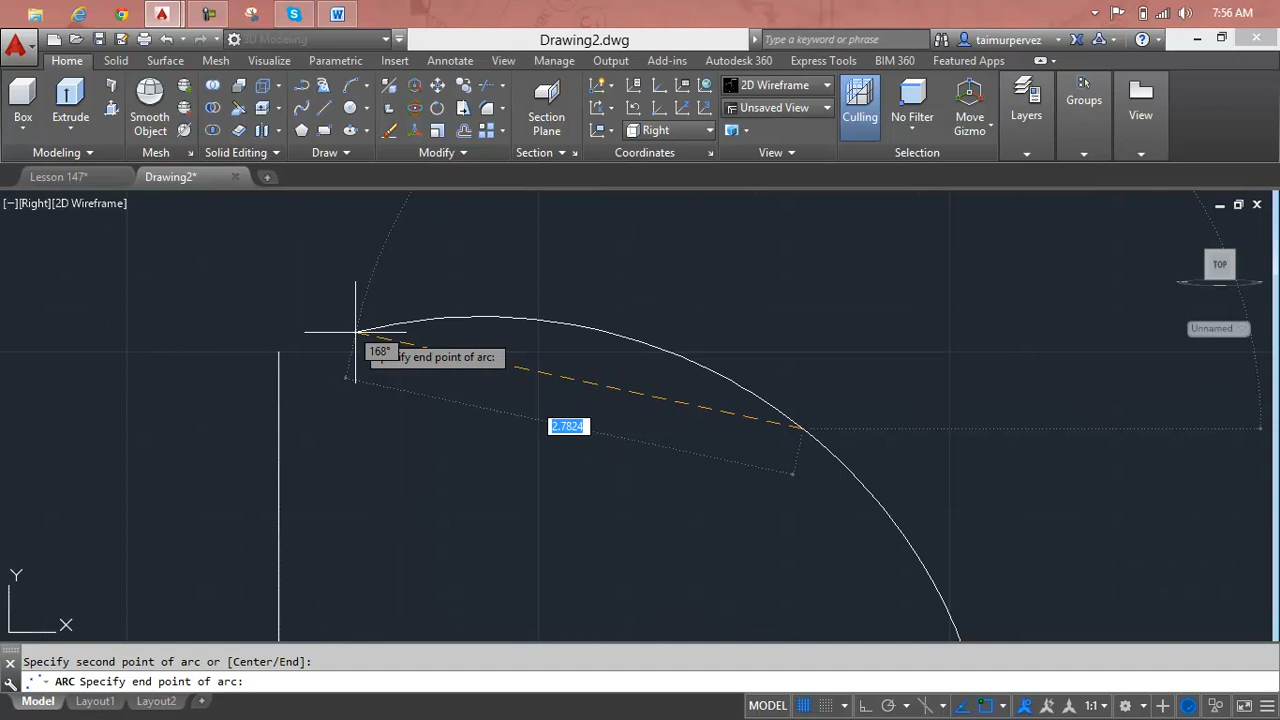 7:56 AM
3D Modeling
Drawing2.dwg
Type a keyword or phrase
taimurpervez
Home Solid Surface Mesh Visualize Parametric Insert Annotate View Manage Output Add-ins Autodesk 360 Express Tools BIM 360 Featured Apps
2D Wireframe
Unsaved View
Right
Box Extrude Smooth Object Section Plane Culling No Filter Move Gizmo Layers Groups View
Modeling Mesh Solid Editing Draw Modify Section Coordinates View Selection
Lesson 147* Drawing2*
[−][Right][2D Wireframe]
TOP
Unnamed
168°
ify end point of arc:
2.7824
Y
X
Specify second point of arc or [Center/End]:
ARC Specify end point of arc:
Model Layout1 Layout2 + MODEL 1:1